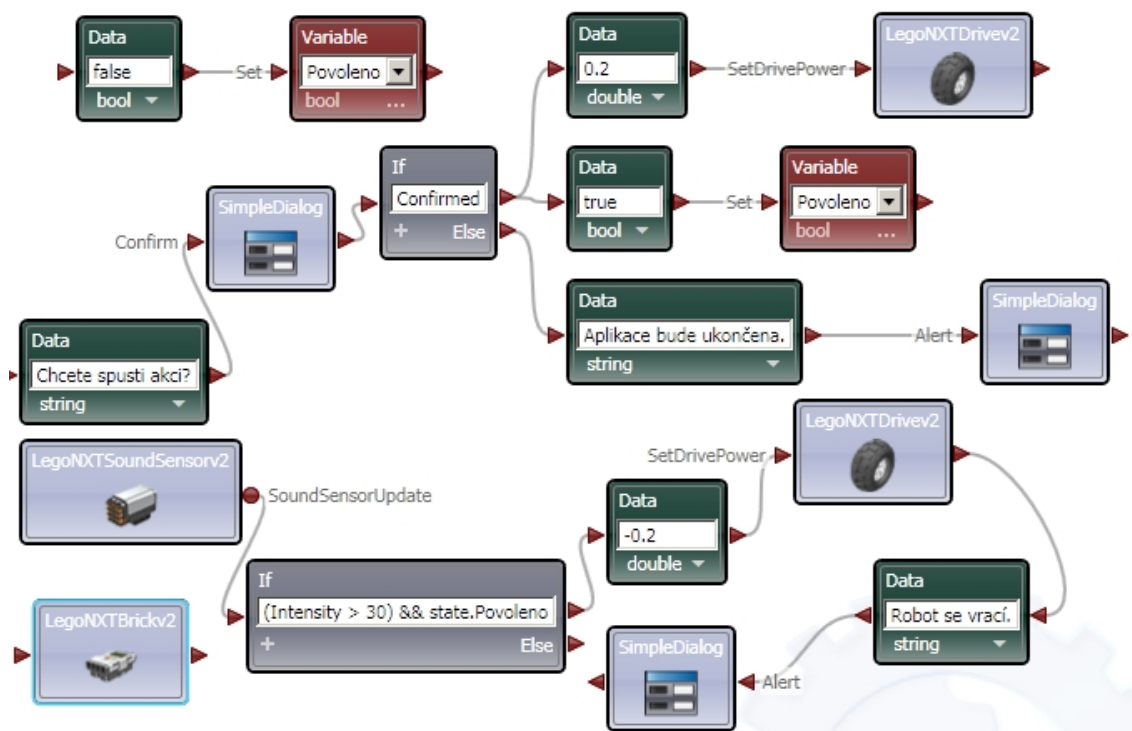 Data
false
bool
Set
Variable
Povoleno
bool
...
Data
0.2
double
SetDrivePower
LegoNXTDrivev2
Confirm
SimpleDialog
If
Confirmed
+
Else
Data
true
bool
Set
Variable
Povoleno
bool
...
Data
Aplikace bude ukončena.
string
Alert
SimpleDialog
Data
Chcete spusti akci?
string
LegoNXTSoundSensorv2
SoundSensorUpdate
If
(Intensity > 30) && state.Povoleno
+
Else
Data
-0.2
double
SetDrivePower
LegoNXTDrivev2
Data
Robot se vrací.
string
Alert
SimpleDialog
LegoNXTBrickv2